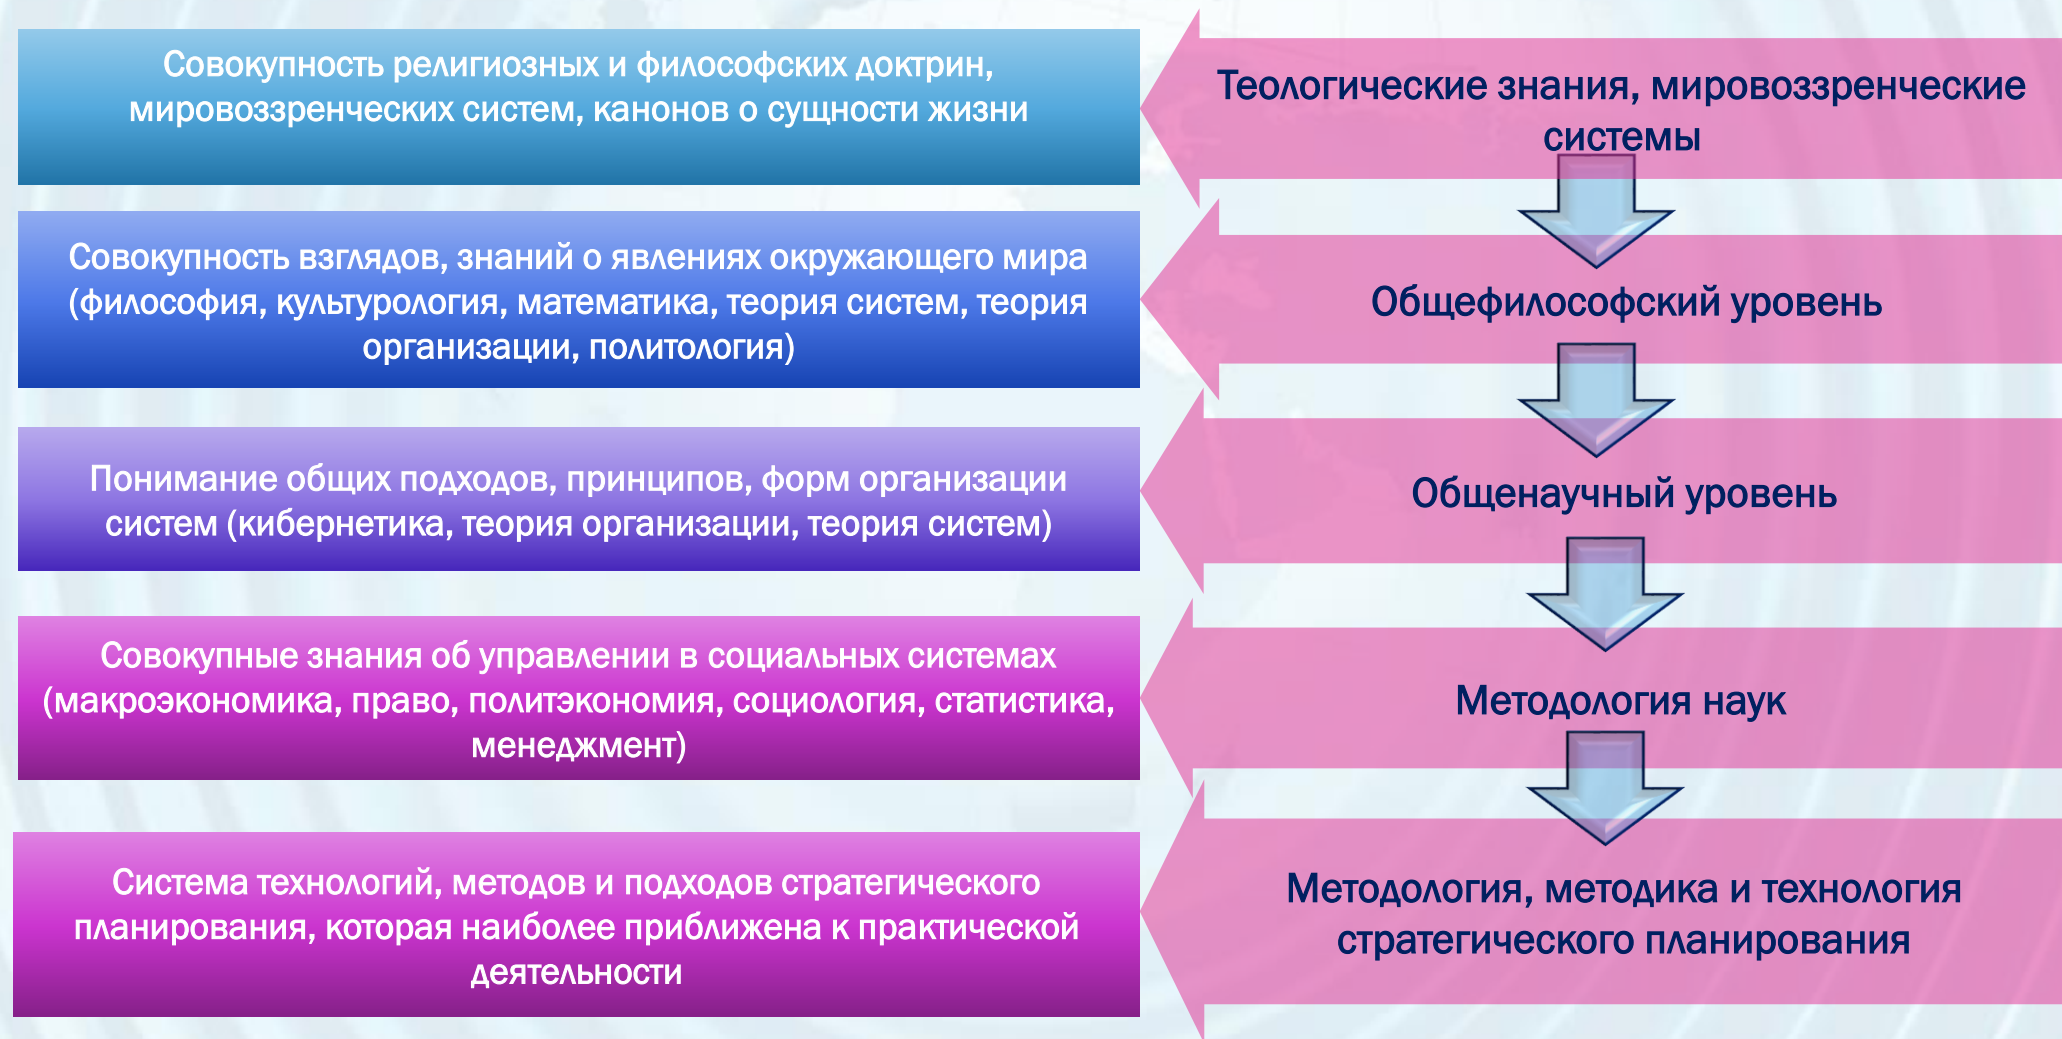 Совокупность религиозных и философских доктрин,
мировоззренческих систем, канонов о сущности жизни
Теологические знания, мировоззренческие
системы
Совокупность взглядов, знаний о явлениях окружающего мира
(философия, культурология, математика, теория систем, теория
организации, политология)
Общефилософский уровень
Понимание общих подходов, принципов, форм организации
систем (кибернетика, теория организации, теория систем)
Общенаучный уровень
Совокупные знания об управлении в социальных системах
(макроэкономика, право, политэкономия, социология, статистика,
менеджмент)
Методология наук
Система технологий, методов и подходов стратегического
планирования, которая наиболее приближена к практической
деятельности
Методология, методика и технология
стратегического планирования